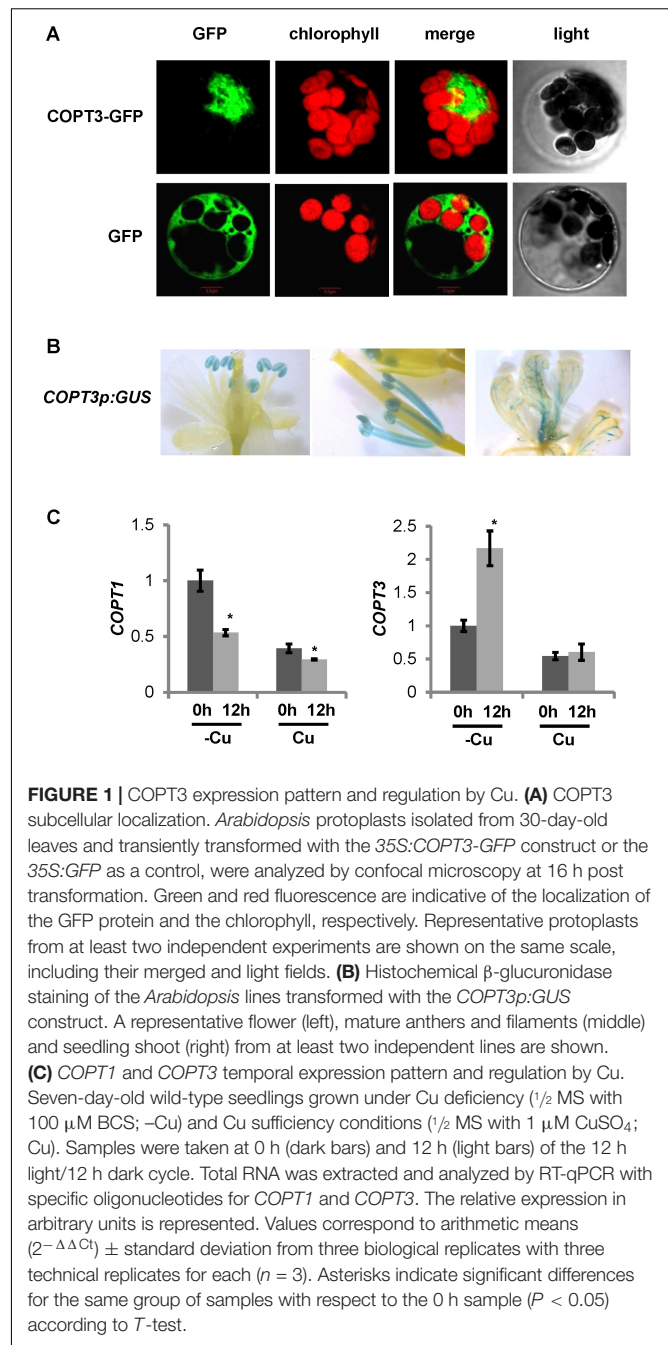 A
GFP chlorophyll merge light
COPT3-GFP
GFP
B
COPT3p:GUS
C
1.5
1
0.5
0
COPT1
*
*
0h 12h 0h 12h
-Cu Cu
2.5
2
1.5
1
0.5
0
COPT3
*
0h 12h 0h 12h
-Cu Cu
FIGURE 1 | COPT3 expression pattern and regulation by Cu. (A) COPT3
subcellular localization. Arabidopsis protoplasts isolated from 30-day-old
leaves and transiently transformed with the 35S:COPT3-GFP construct or the
35S:GFP as a control, were analyzed by confocal microscopy at 16 h post
transformation. Green and red fluorescence are indicative of the localization of
the GFP protein and the chlorophyll, respectively. Representative protoplasts
from at least two independent experiments are shown on the same scale,
including their merged and light fields. (B) Histochemical β-glucuronidase
staining of the Arabidopsis lines transformed with the COPT3p:GUS
construct. A representative flower (left), mature anthers and filaments (middle)
and seedling shoot (right) from at least two independent lines are shown.
(C) COPT1 and COPT3 temporal expression pattern and regulation by Cu.
Seven-day-old wild-type seedlings grown under Cu deficiency (1/2 MS with
100 μM BCS; –Cu) and Cu sufficiency conditions (1/2 MS with 1 μM CuSO4;
Cu). Samples were taken at 0 h (dark bars) and 12 h (light bars) of the 12 h
light/12 h dark cycle. Total RNA was extracted and analyzed by RT-qPCR with
specific oligonucleotides for COPT1 and COPT3. The relative expression in
arbitrary units is represented. Values correspond to arithmetic means
(2−ΔΔCt) ± standard deviation from three biological replicates with three
technical replicates for each (n = 3). Asterisks indicate significant differences
for the same group of samples with respect to the 0 h sample (P < 0.05)
according to T-test.